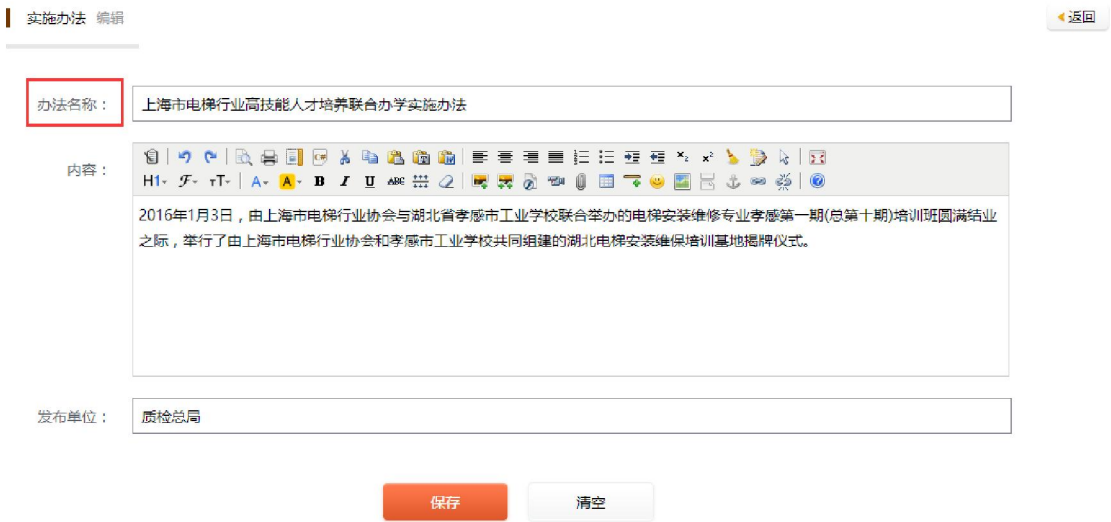 实施办法 编辑
返回
办法名称：
上海市电梯行业高技能人才培养联合办学实施办法
内容：
H1 F тT A A B I U ABC
2016年1月3日，由上海市电梯行业协会与湖北省孝感市工业学校联合举办的电梯安装维修专业孝感第一期(总第十期)培训班圆满结业
之际，举行了由上海市电梯行业协会和孝感市工业学校共同组建的湖北电梯安装维保培训基地揭牌仪式。
发布单位：
质检总局
保存
清空